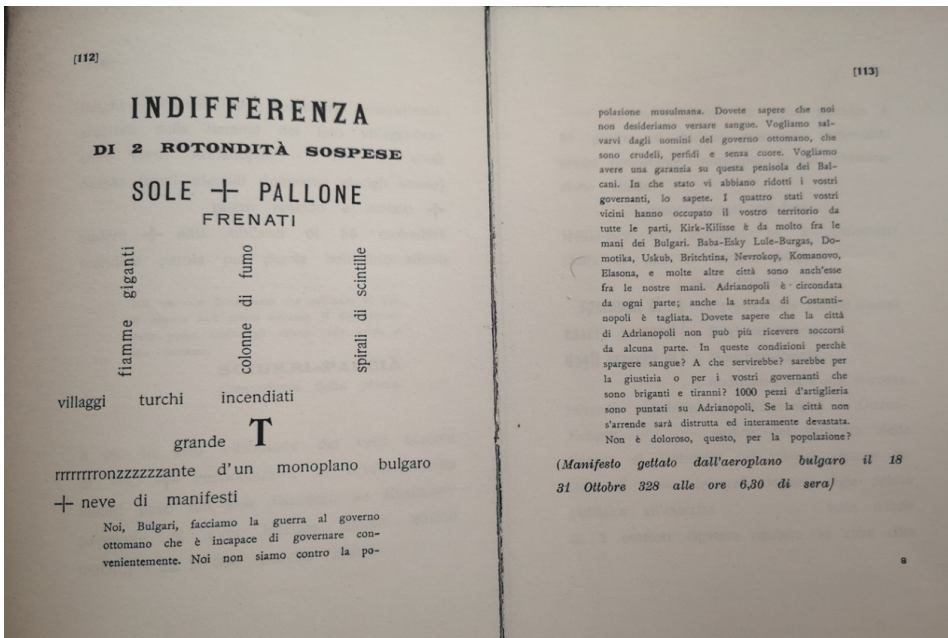 [112]
INDIFFERENZA
DI 2 ROTONDITÀ SOSPESE
SOLE + PALLONE
FRENATI
fiamme giganti
colonne di fumo
spirali di scintille
villaggi turchi incendiati
grande T
rrrrrrrronzzzzzzante d'un monoplano bulgaro
+ neve di manifesti
Noi, Bulgari, facciamo la guerra al governo
ottomano che è incapace di governare con-
venientemente. Noi non siamo contro la po-
[113]
polazione musulmana. Dovete sapere che noi
non desideriamo versare sangue. Vogliamo sal-
varvi dagli uomini del governo ottomano, che
sono crudeli, perfidi e senza cuore. Vogliamo
avere una garanzia su questa penisola dei Bal-
cani. In che stato vi abbiano ridotti i vostri
governanti, lo sapete. I quattro stati vostri
vicini hanno occupato il vostro territorio da
tutte le parti, Kirk-Kilisse è da molto fra le
mani dei Bulgari. Baba-Esky Lule-Burgas, Do-
motika, Uskub, Britchtina, Nevrokop, Komanovo,
Elasona, e molte altre città sono anch'esse
fra le nostre mani. Adrianopoli è circondata
da ogni parte; anche la strada di Costanti-
nopoli è tagliata. Dovete sapere che la città
di Adrianopoli non può più ricevere soccorsi
da alcuna parte. In queste condizioni perchè
spargere sangue? A che servirebbe? sarebbe per
la giustizia o per i vostri governanti che
sono briganti e tiranni? 1000 pezzi d'artiglieria
sono puntati su Adrianopoli. Se la città non
s'arrende sarà distrutta ed interamente devastata.
Non è doloroso, questo, per la popolazione?
(Manifesto gettato dall'aeroplano bulgaro il 18
31 Ottobre 328 alle ore 6,30 di sera)
8